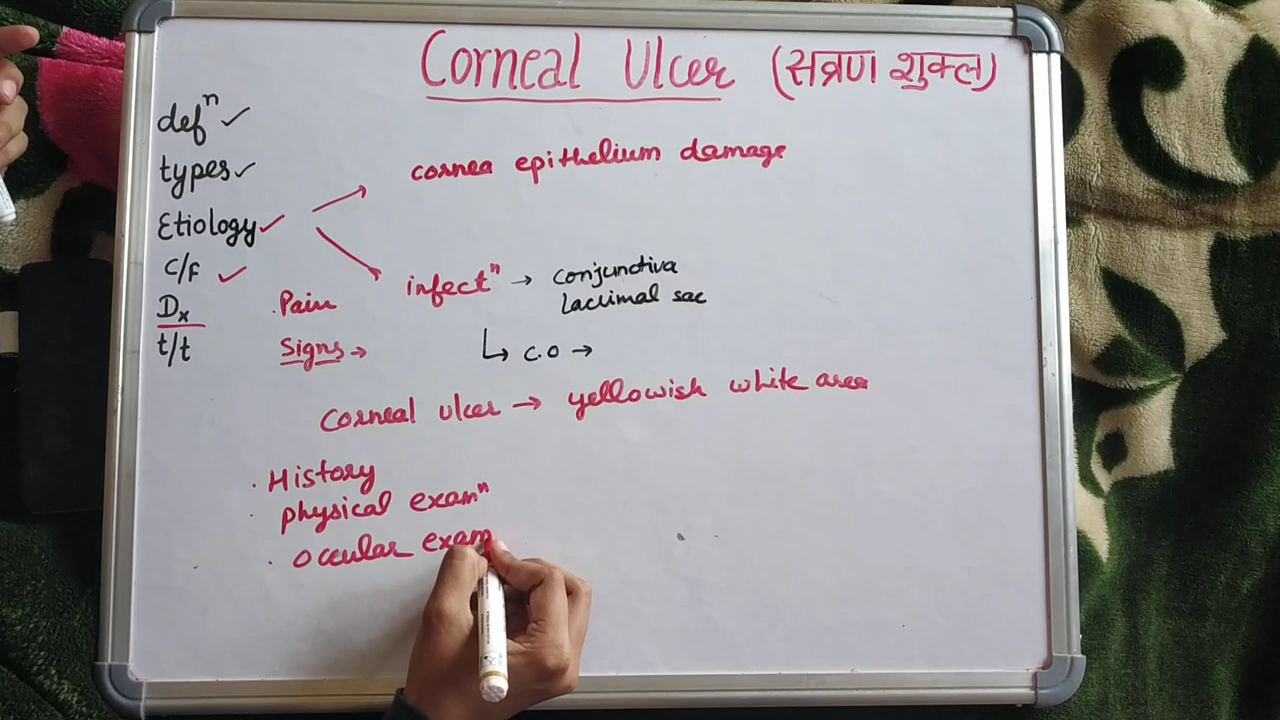 Corneal Ulcer (सव्रण शुक्ल)
defⁿ ✓
types ✓
Etiology ✓
C/F ✓
Dx
t/t
cornea epithelium damage
infectⁿ → conjunctiva
lacrimal sac
↳ C.O →
. Pain
Signs →
Corneal ulcer → yellowish white area
. History
. physical examⁿ
. occular exam